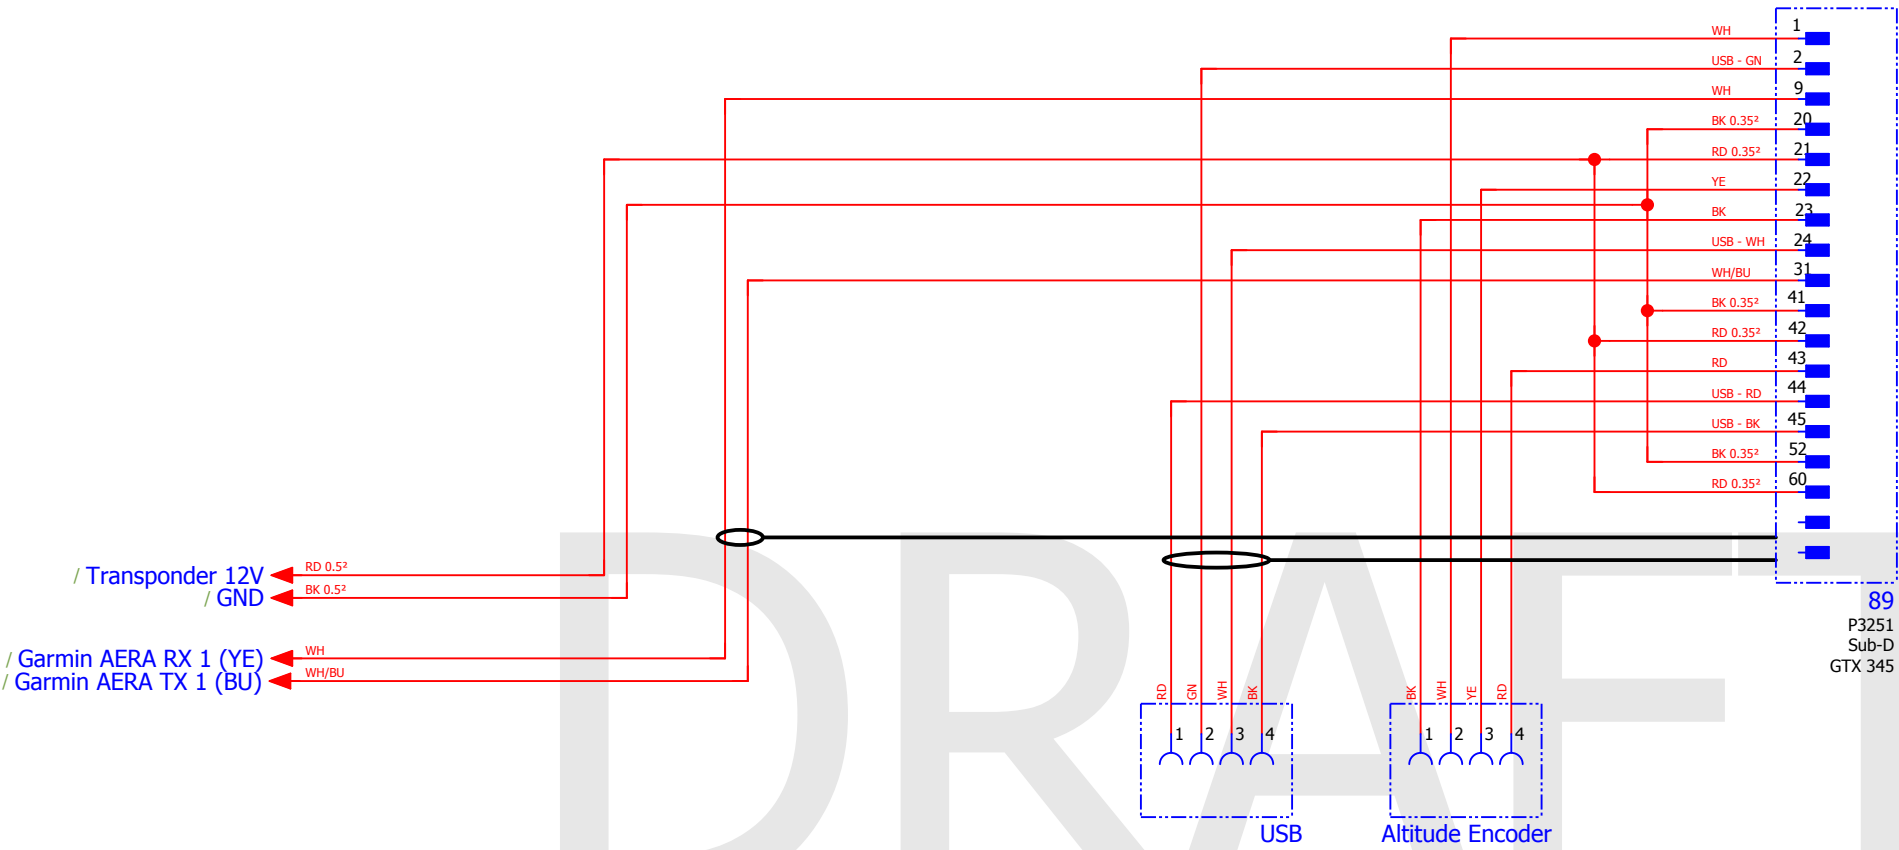 WH 1
USB - GN 2
WH 9
BK 0.35² 20
RD 0.35² 21
YE 22
BK 23
USB - WH 24
WH/BU 31
BK 0.35² 41
RD 0.35² 42
RD 43
USB - RD 44
USB - BK 45
BK 0.35² 52
RD 0.35² 60
/ Transponder 12V RD 0.5²
/ GND BK 0.5²
/ Garmin AERA RX 1 (YE) WH
/ Garmin AERA TX 1 (BU) WH/BU
89
P3251
Sub-D
GTX 345
RD GN WH BK
1 2 3 4
USB
BK WH YE RD
1 2 3 4
Altitude Encoder
DRAFT